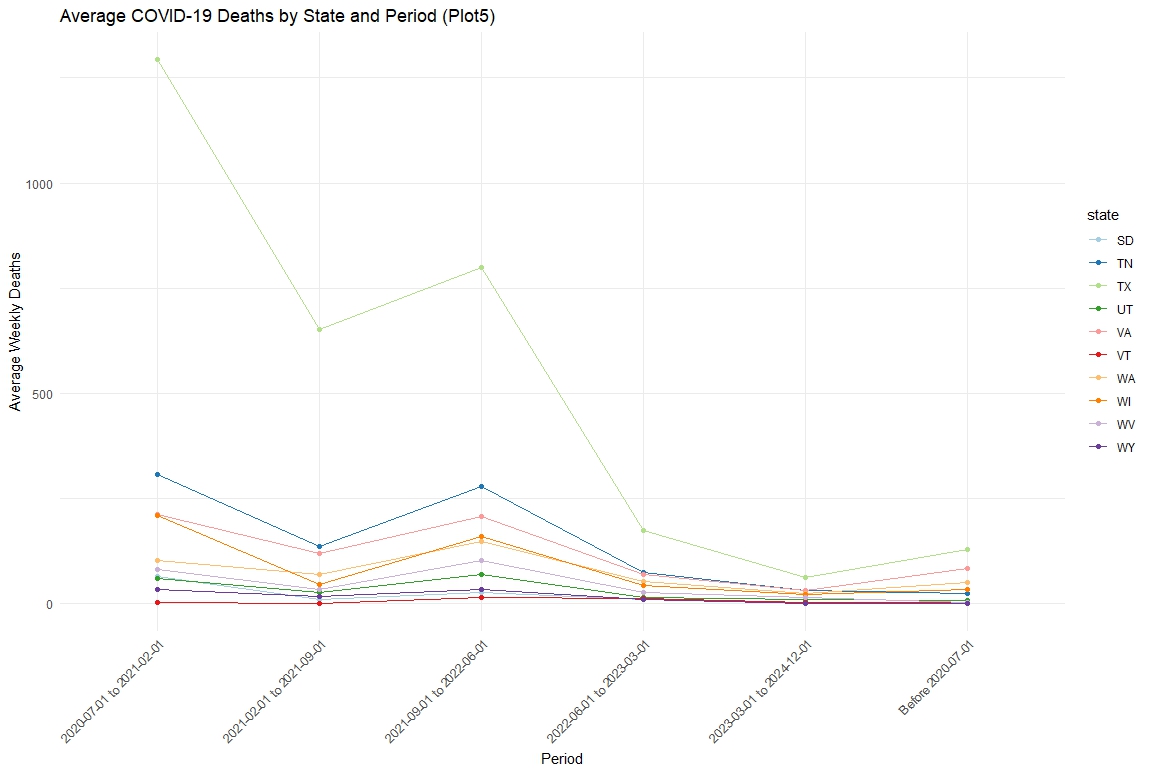 Average COVID-19 Deaths by State and Period (Plot5)
Average Weekly Deaths
1000
500
0
2020-07-01 to 2021-02-01
2021-02-01 to 2021-09-01
2021-09-01 to 2022-06-01
2022-06-01 to 2023-03-01
2023-03-01 to 2024-12-01
Before 2020-07-01
Period
state
SD
TN
TX
UT
VA
VT
WA
WI
WV
WY